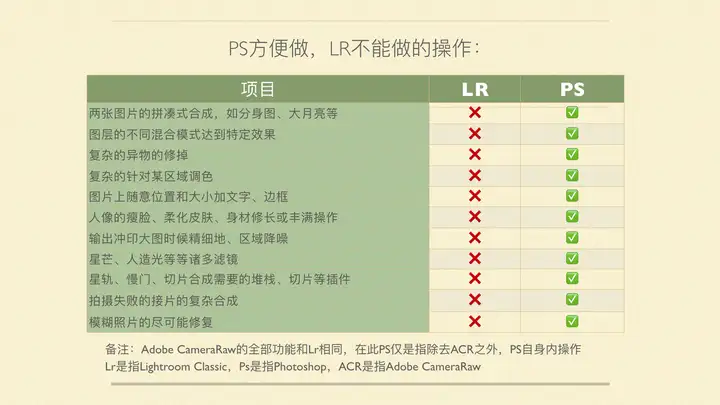 PS方便做，LR不能做的操作：
项目 LR PS
两张图片的拼凑式合成，如分身图、大月亮等 ❌ ✅
图层的不同混合模式达到特定效果 ❌ ✅
复杂的异物的修掉 ❌ ✅
复杂的针对某区域调色 ❌ ✅
图片上随意位置和大小加文字、边框 ❌ ✅
人像的瘦脸、柔化皮肤、身材修长或丰满操作 ❌ ✅
输出冲印大图时候精细地、区域降噪 ❌ ✅
星芒、人造光等等诸多滤镜 ❌ ✅
星轨、慢门、切片合成需要的堆栈、切片等插件 ❌ ✅
拍摄失败的接片的复杂合成 ❌ ✅
模糊照片的尽可能修复 ❌ ✅
备注：Adobe CameraRaw的全部功能和Lr相同，在此PS仅是指除去ACR之外，PS自身内操作
Lr是指Lightroom Classic，Ps是指Photoshop，ACR是指Adobe CameraRaw